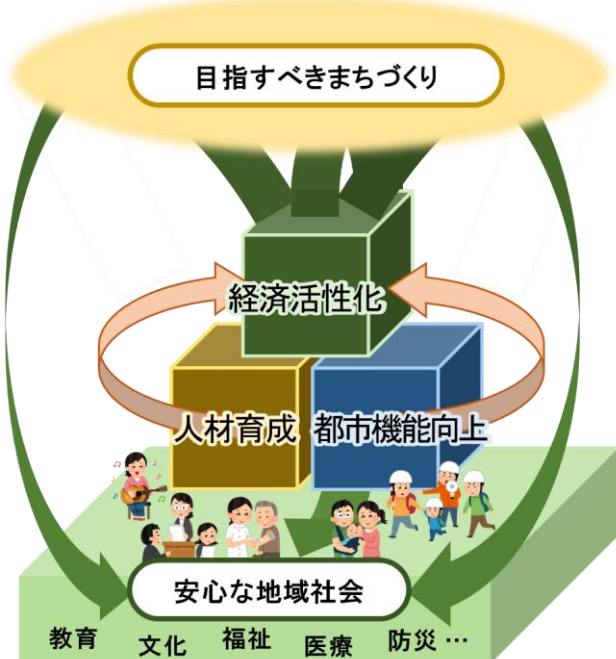 目指すべきまちづくり
経済活性化
人材育成
都市機能向上
安心な地域社会
教育 文化 福祉 医療 防災 …